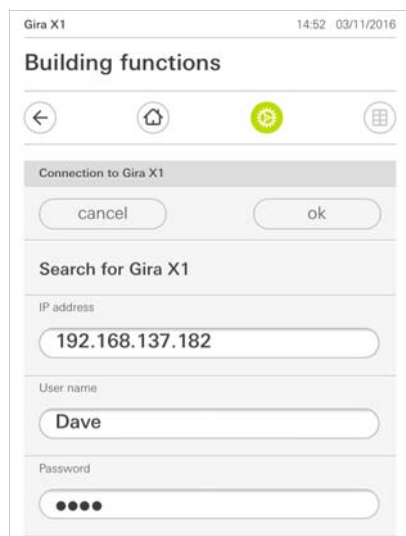 Gira X1 14:52 03/11/2016
Building functions
Connection to Gira X1
cancel ok
Search for Gira X1
IP address
192.168.137.182
User name
Dave
Password
●●●●